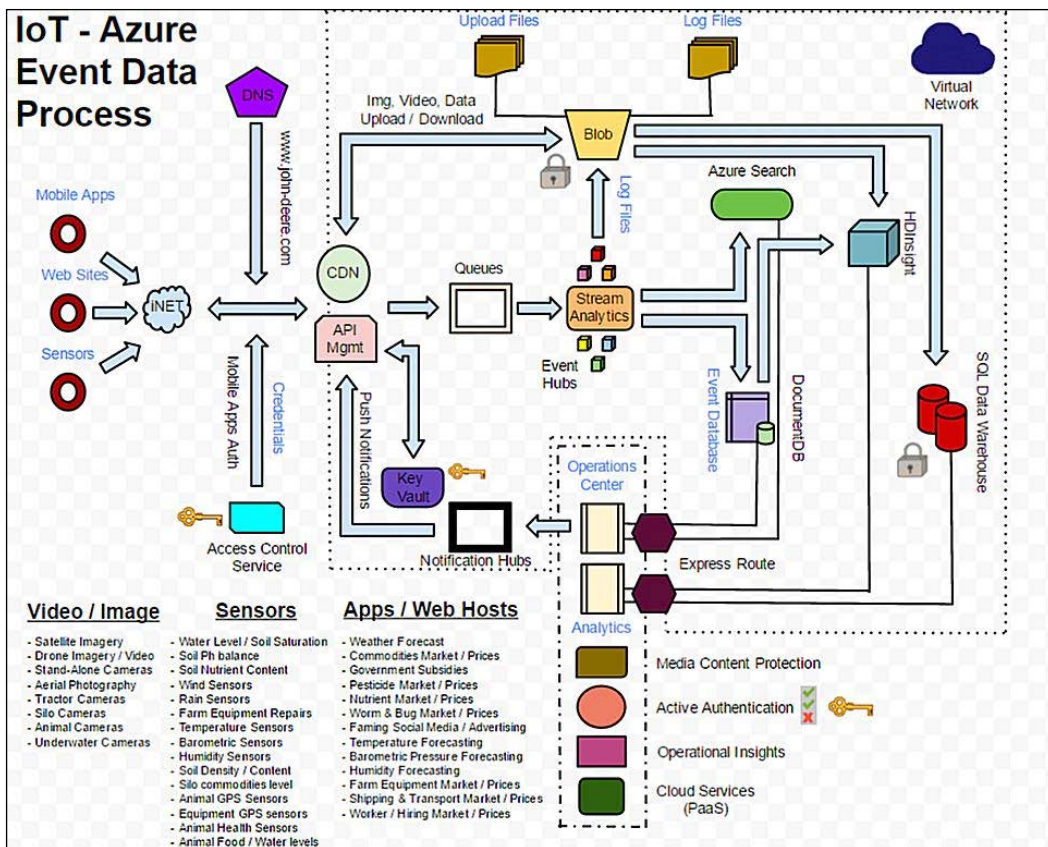 IoT - Azure
Event Data
Process
DNS
www.john-deere.com
Mobile Apps
Web Sites
Sensors
iNET
Mobile Apps Auth
Credentials
Access Control
Service
Upload Files
Log Files
Img, Video, Data
Upload / Download
Blob
Virtual
Network
Log Files
Azure Search
HDInsight
CDN
API
Mgmt
Queues
Stream
Analytics
Event
Hubs
Event Database
DocumentDB
SQL Data Warehouse
Push Notifications
Key
Vault
Notification Hubs
Operations
Center
Express Route
Analytics
Media Content Protection
Active Authentication
Operational Insights
Cloud Services
(PaaS)
Video / Image
- Satellite Imagery
- Drone Imagery / Video
- Stand-Alone Cameras
- Aerial Photography
- Tractor Cameras
- Silo Cameras
- Animal Cameras
- Underwater Cameras
Sensors
- Water Level / Soil Saturation
- Soil Ph balance
- Soil Nutrient Content
- Wind Sensors
- Rain Sensors
- Farm Equipment Repairs
- Temperature Sensors
- Barometric Sensors
- Humidity Sensors
- Soil Density / Content
- Silo commodities level
- Animal GPS Sensors
- Equipment GPS sensors
- Animal Health Sensors
- Animal Food / Water levels
Apps / Web Hosts
- Weather Forecast
- Commodities Market / Prices
- Government Subsidies
- Pesticide Market / Prices
- Nutrient Market / Prices
- Worm & Bug Market / Prices
- Faming Social Media / Advertising
- Temperature Forecasting
- Barometric Pressure Forecasting
- Humidity Forecasting
- Farm Equipment Market / Prices
- Shipping & Transport Market / Prices
- Worker / Hiring Market / Prices